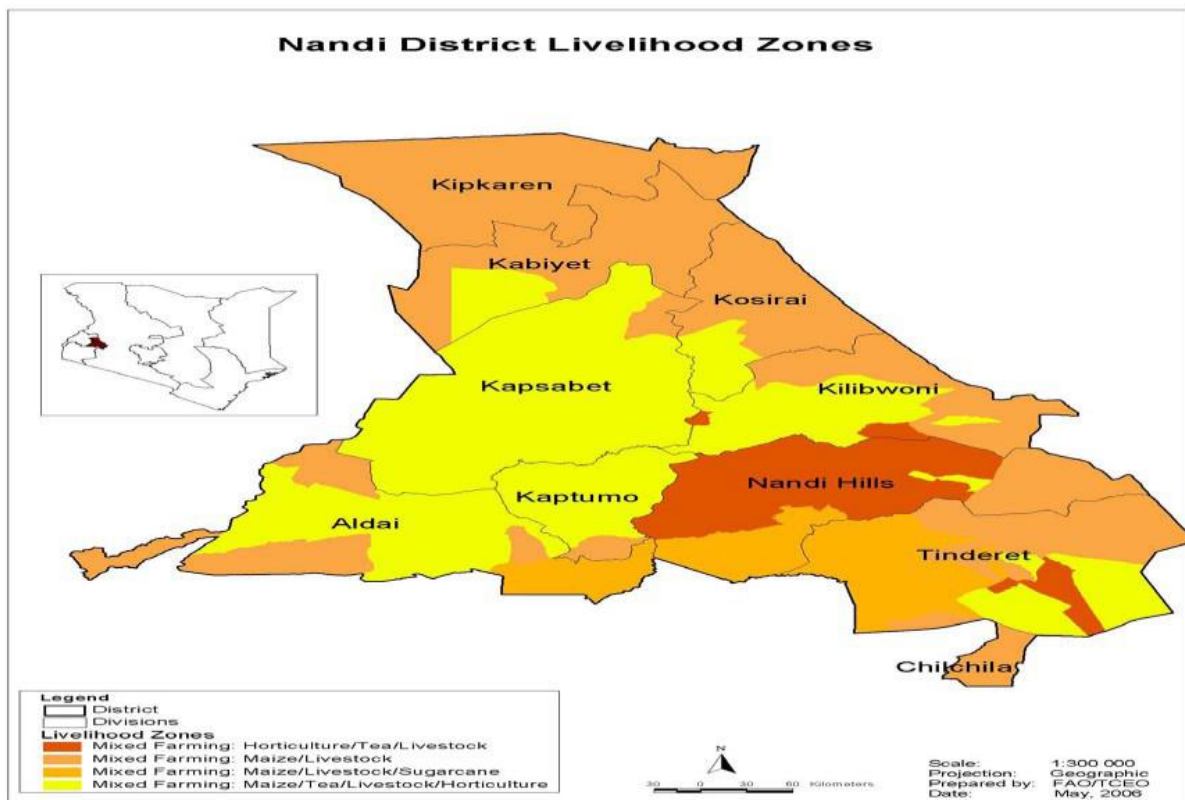 Nandi District Livelihood Zones
Kipkaren
Kabiyet
Kosirai
Kapsabet
Kilibwoni
Nandi Hills
Kaptumo
Aldai
Tinderet
Chilchila
Legend
District
Divisions
Livelihood Zones
Mixed Farming: Horticulture/Tea/Livestock
Mixed Farming: Maize/Livestock
Mixed Farming: Maize/Livestock/Sugarcane
Mixed Farming: Maize/Tea/Livestock/Horticulture
N
30 0 30 60 Kilometers
Scale: 1:300 000
Projection: Geographic
Prepared by: FAO/TCEO
Date: May, 2006